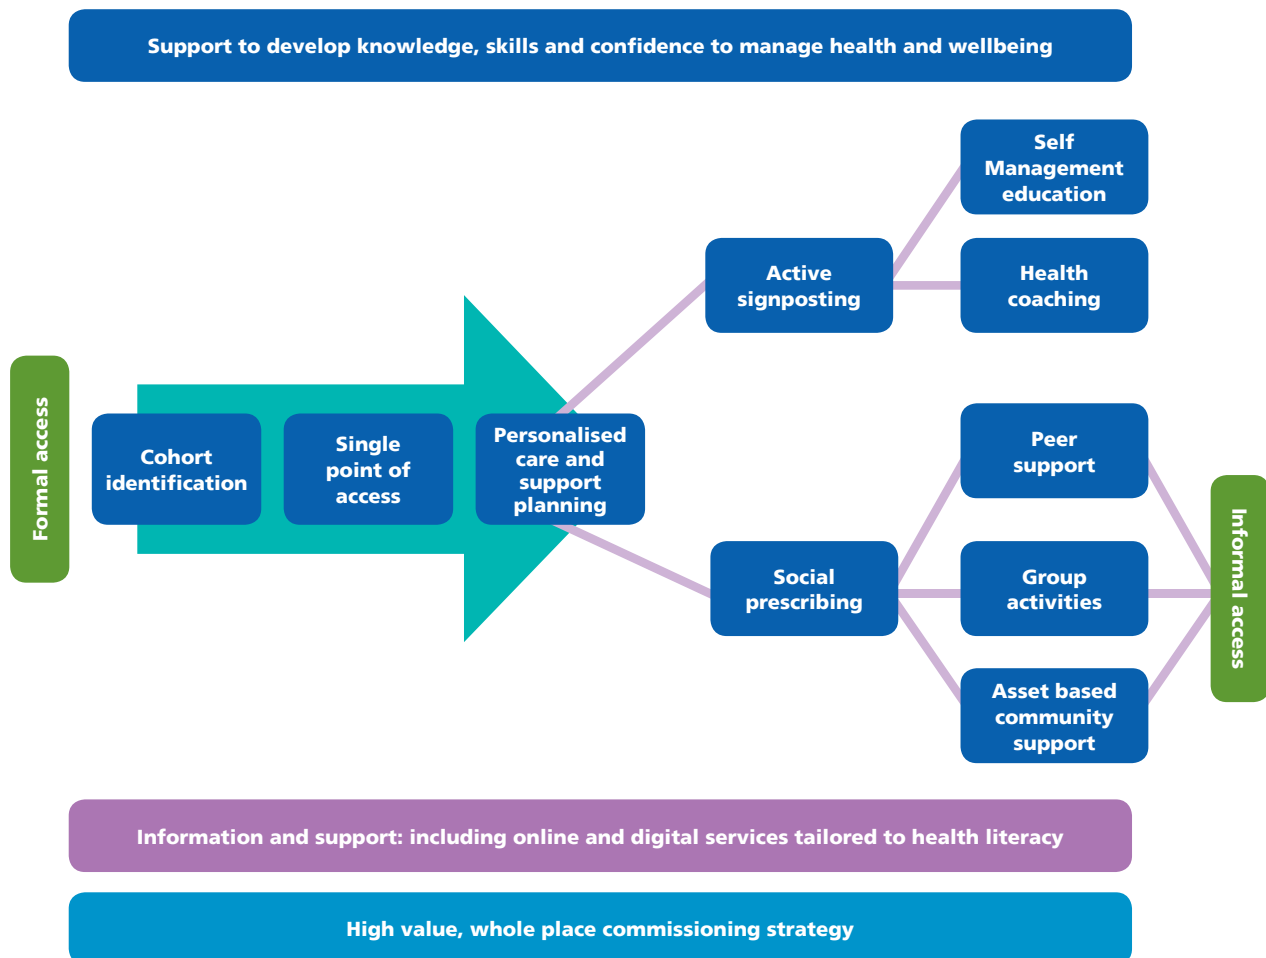 Support to develop knowledge, skills and confidence to manage health and wellbeing
Self
Management
education
Active
signposting
Health
coaching
Formal access
Cohort
identification
Single
point of
access
Personalised
care and
support
planning
Peer
support
Social
prescribing
Group
activities
Informal access
Asset based
community
support
Information and support: including online and digital services tailored to health literacy
High value, whole place commissioning strategy